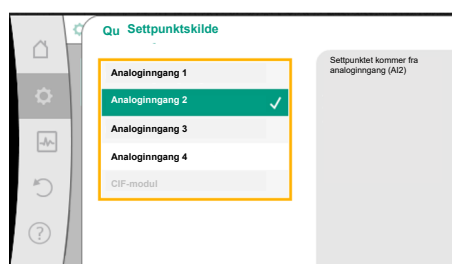 Qu Settpunktskilde
Analoginngang 1
Analoginngang 2
Analoginngang 3
Analoginngang 4
CIF-modul
Settpunktet kommer fra
analoginngang (AI2)
?